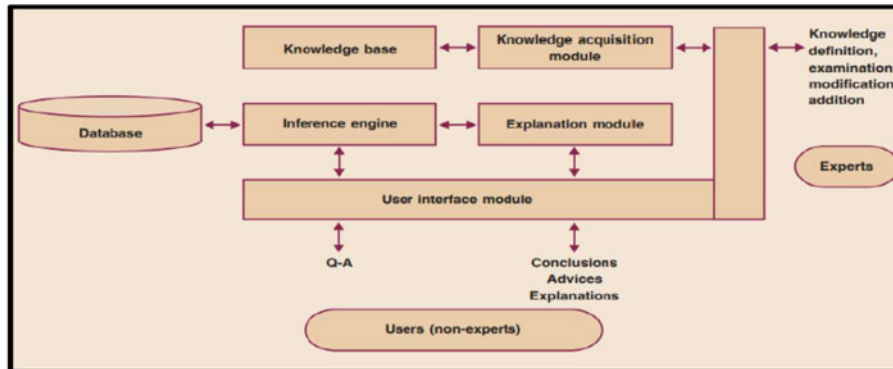 Knowledge base
Knowledge acquisition
module
Knowledge
definition,
examination,
modification,
addition
Database
Inference engine
Explanation module
Experts
User interface module
Q-A
Conclusions
Advices
Explanations
Users (non-experts)